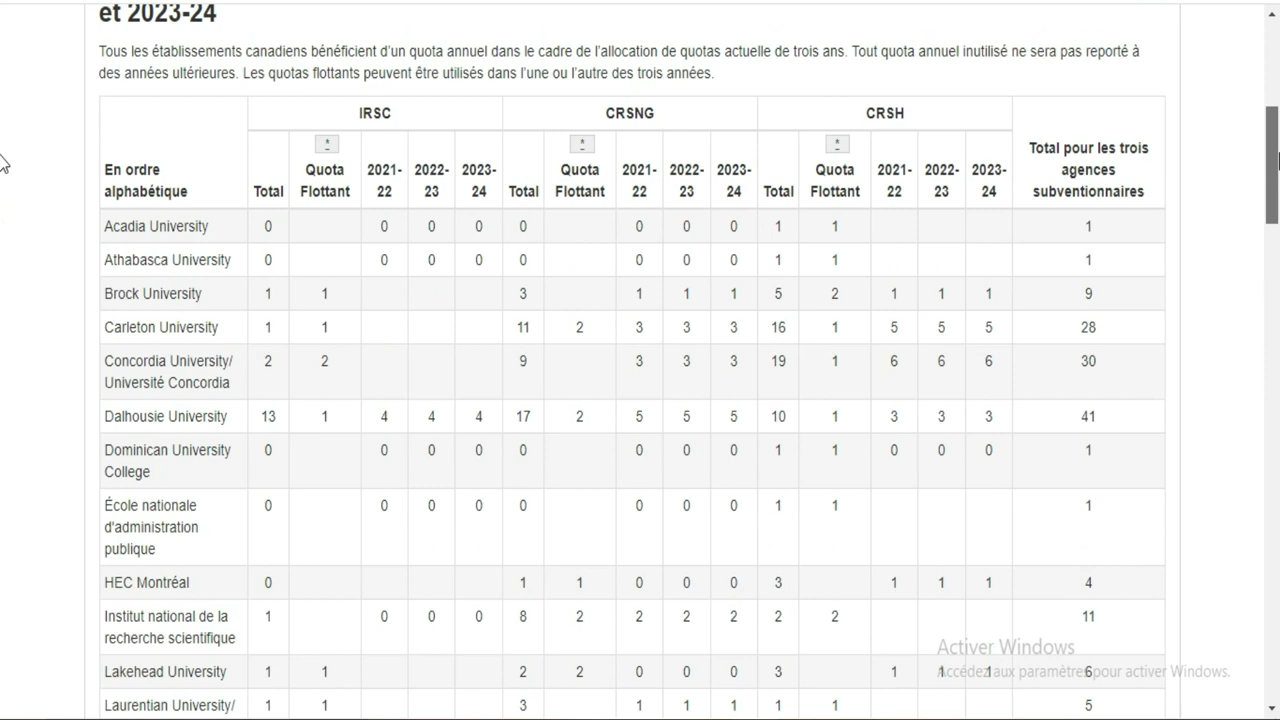 et 2023-24
Tous les établissements canadiens bénéficient d'un quota annuel dans le cadre de l'allocation de quotas actuelle de trois ans. Tout quota annuel inutilisé ne sera pas reporté à
des années ultérieures. Les quotas flottants peuvent être utilisés dans l'une ou l'autre des trois années.
IRSC CRSNG CRSH
En ordre alphabétique Total * Quota Flottant 2021-22 2022-23 2023-24 Total * Quota Flottant 2021-22 2022-23 2023-24 Total * Quota Flottant 2021-22 2022-23 2023-24 Total pour les trois agences subventionnaires
Acadia University 0 0 0 0 0 0 0 0 1 1 1
Athabasca University 0 0 0 0 0 0 0 0 1 1 1
Brock University 1 1 3 1 1 1 5 2 1 1 1 9
Carleton University 1 1 11 2 3 3 3 16 1 5 5 5 28
Concordia University/ 2 2 9 3 3 3 19 1 6 6 6 30
Université Concordia
Dalhousie University 13 1 4 4 4 17 2 5 5 5 10 1 3 3 3 41
Dominican University 0 0 0 0 0 0 0 0 1 1 0 0 0 1
College
École nationale 0 0 0 0 0 0 0 0 1 1 1
d'administration
publique
HEC Montréal 0 1 1 0 0 0 3 1 1 1 4
Institut national de la 1 0 0 0 8 2 2 2 2 2 2 11
recherche scientifique
Activer Windows
Lakehead University 1 1 2 2 0 0 0 3 1 1 1 6
Accédez aux paramètres pour activer Windows.
Laurentian University/ 1 1 3 1 1 1 1 1 5